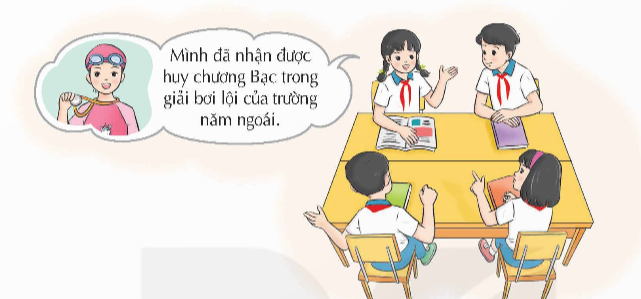 Mình đã nhận được
huy chương Bạc trong
giải bơi lội của trường
năm ngoái.